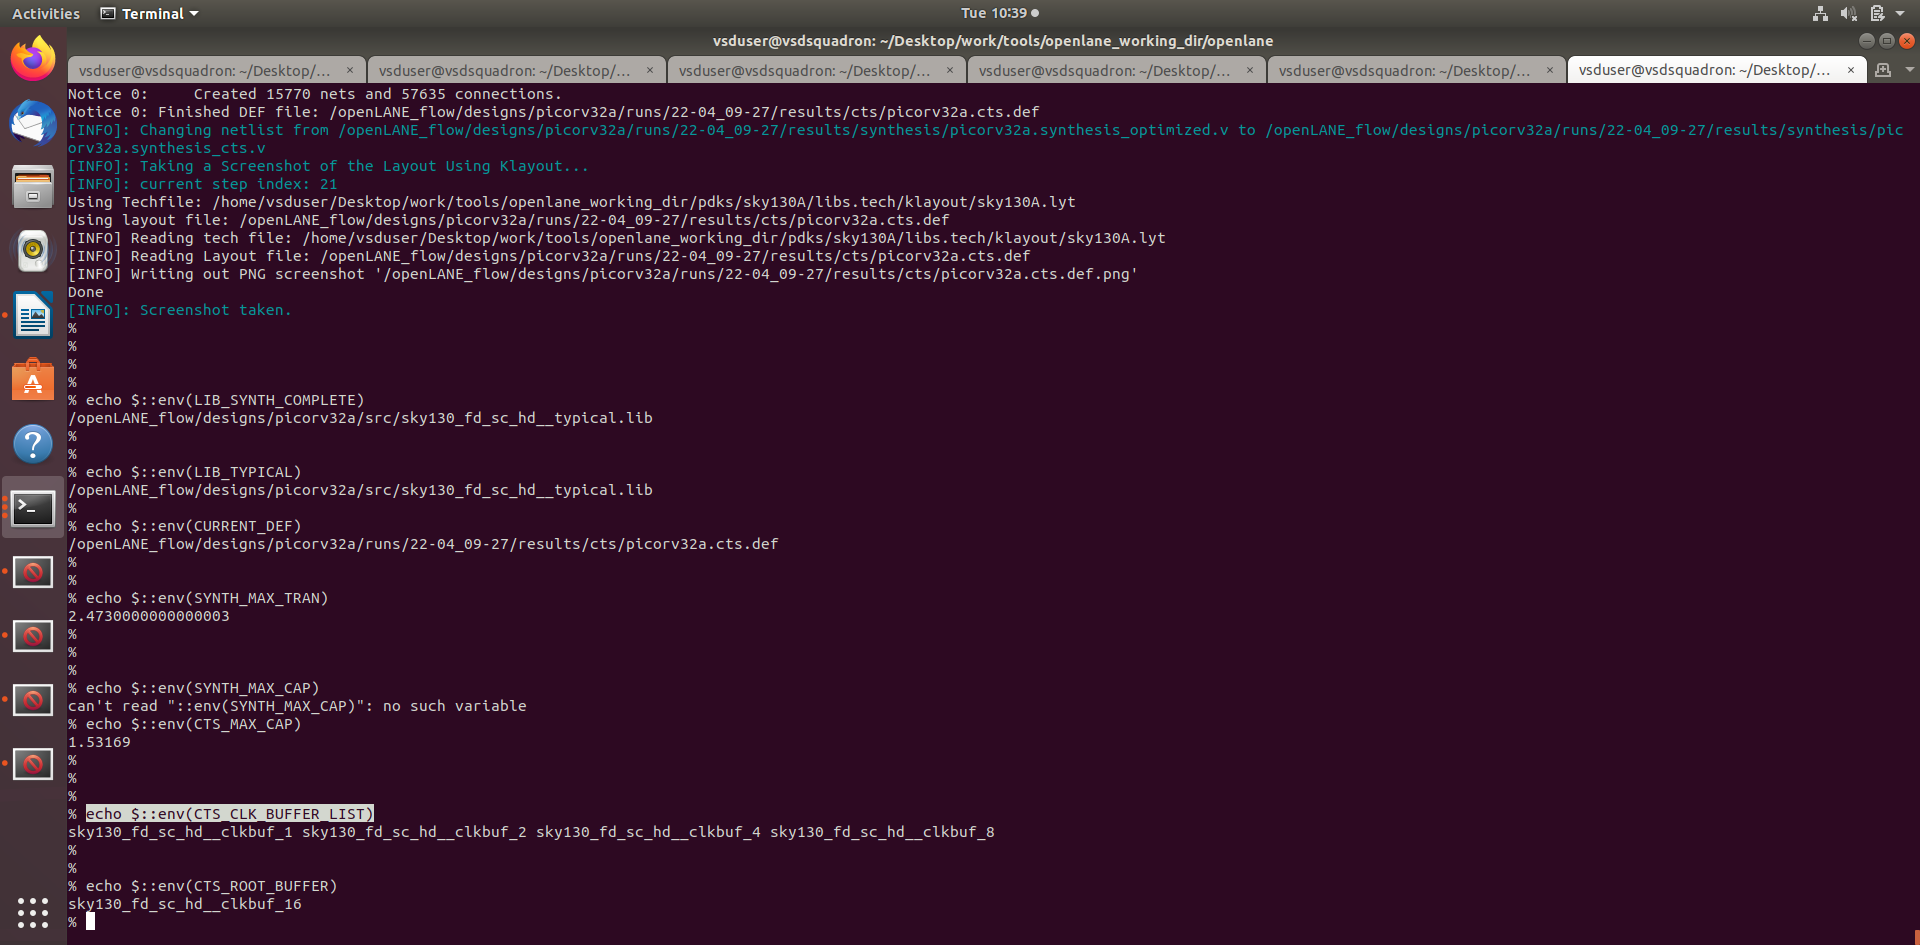 Activities
Terminal
Tue 10:39
vsduser@vsdsquadron: ~/Desktop/work/tools/openlane_working_dir/openlane
vsduser@vsdsquadron: ~/Desktop/... × vsduser@vsdsquadron: ~/Desktop/... × vsduser@vsdsquadron: ~/Desktop/... × vsduser@vsdsquadron: ~/Desktop/... × vsduser@vsdsquadron: ~/Desktop/... × vsduser@vsdsquadron: ~/Desktop/... ×
Notice 0:     Created 15770 nets and 57635 connections.
Notice 0: Finished DEF file: /openLANE_flow/designs/picorv32a/runs/22-04_09-27/results/cts/picorv32a.cts.def
[INFO]: Changing netlist from /openLANE_flow/designs/picorv32a/runs/22-04_09-27/results/synthesis/picorv32a.synthesis_optimized.v to /openLANE_flow/designs/picorv32a/runs/22-04_09-27/results/synthesis/pic
orv32a.synthesis_cts.v
[INFO]: Taking a Screenshot of the Layout Using Klayout...
[INFO]: current step index: 21
Using Techfile: /home/vsduser/Desktop/work/tools/openlane_working_dir/pdks/sky130A/libs.tech/klayout/sky130A.lyt
Using layout file: /openLANE_flow/designs/picorv32a/runs/22-04_09-27/results/cts/picorv32a.cts.def
[INFO] Reading tech file: /home/vsduser/Desktop/work/tools/openlane_working_dir/pdks/sky130A/libs.tech/klayout/sky130A.lyt
[INFO] Reading Layout file: /openLANE_flow/designs/picorv32a/runs/22-04_09-27/results/cts/picorv32a.cts.def
[INFO] Writing out PNG screenshot '/openLANE_flow/designs/picorv32a/runs/22-04_09-27/results/cts/picorv32a.cts.def.png'
Done
[INFO]: Screenshot taken.
%
%
%
%
% echo $::env(LIB_SYNTH_COMPLETE)
/openLANE_flow/designs/picorv32a/src/sky130_fd_sc_hd__typical.lib
%
%
% echo $::env(LIB_TYPICAL)
/openLANE_flow/designs/picorv32a/src/sky130_fd_sc_hd__typical.lib
%
% echo $::env(CURRENT_DEF)
/openLANE_flow/designs/picorv32a/runs/22-04_09-27/results/cts/picorv32a.cts.def
%
%
% echo $::env(SYNTH_MAX_TRAN)
2.4730000000000003
%
%
%
% echo $::env(SYNTH_MAX_CAP)
can't read "::env(SYNTH_MAX_CAP)": no such variable
% echo $::env(CTS_MAX_CAP)
1.53169
%
%
%
% echo $::env(CTS_CLK_BUFFER_LIST)
sky130_fd_sc_hd__clkbuf_1 sky130_fd_sc_hd__clkbuf_2 sky130_fd_sc_hd__clkbuf_4 sky130_fd_sc_hd__clkbuf_8
%
%
% echo $::env(CTS_ROOT_BUFFER)
sky130_fd_sc_hd__clkbuf_16
%